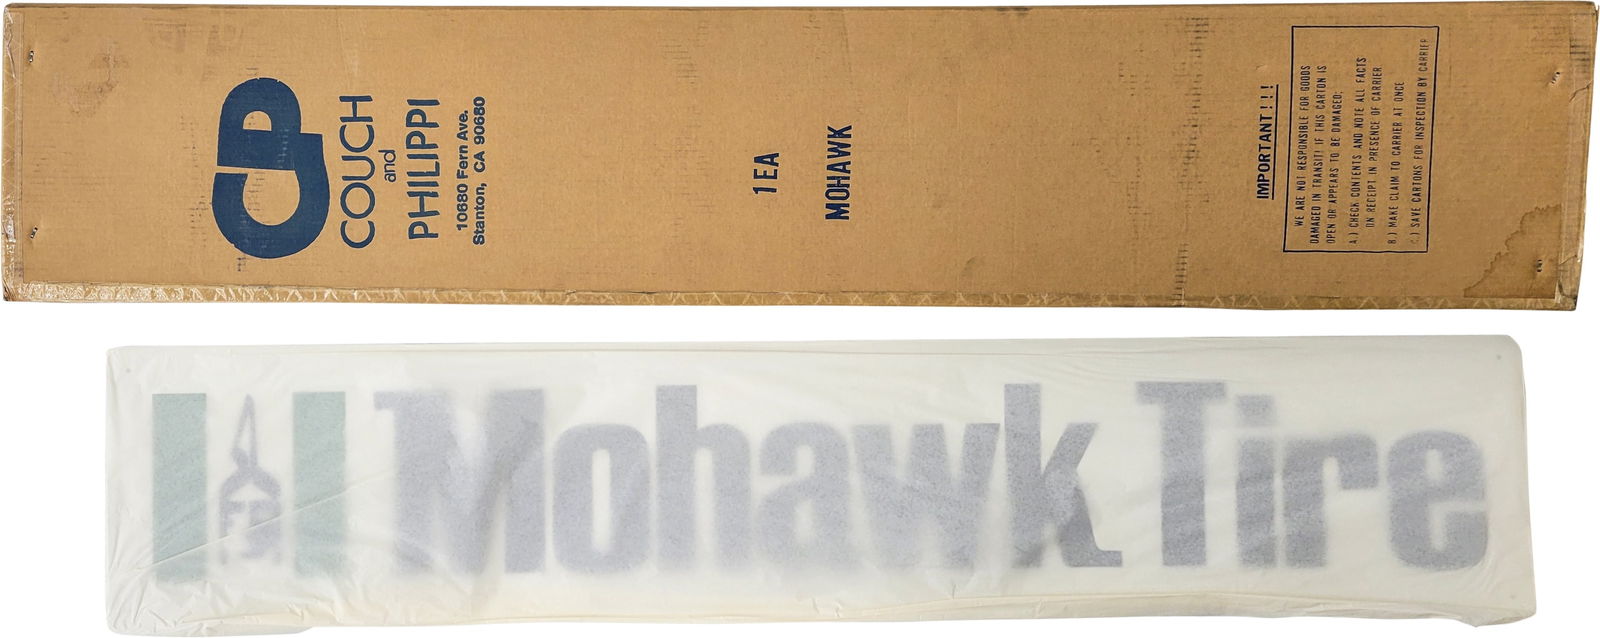 CP
COUCH
and
PHILIPPI
10680 Fern Ave.
Stanton, CA 90680
1 EA
MOHAWK
IMPORTANT!!!
WE ARE NOT RESPONSIBLE FOR GOODS
DAMAGED IN TRANSIT! IF THIS CARTON IS
OPEN OR APPEARS TO BE DAMAGED;
A.) CHECK CONTENTS AND NOTE ALL FACTS
ON RECEIPT IN PRESENCE OF CARRIER
B.) MAKE CLAIM TO CARRIER AT ONCE
C.) SAVE CARTONS FOR INSPECTION BY CARRIER
Mohawk Tire